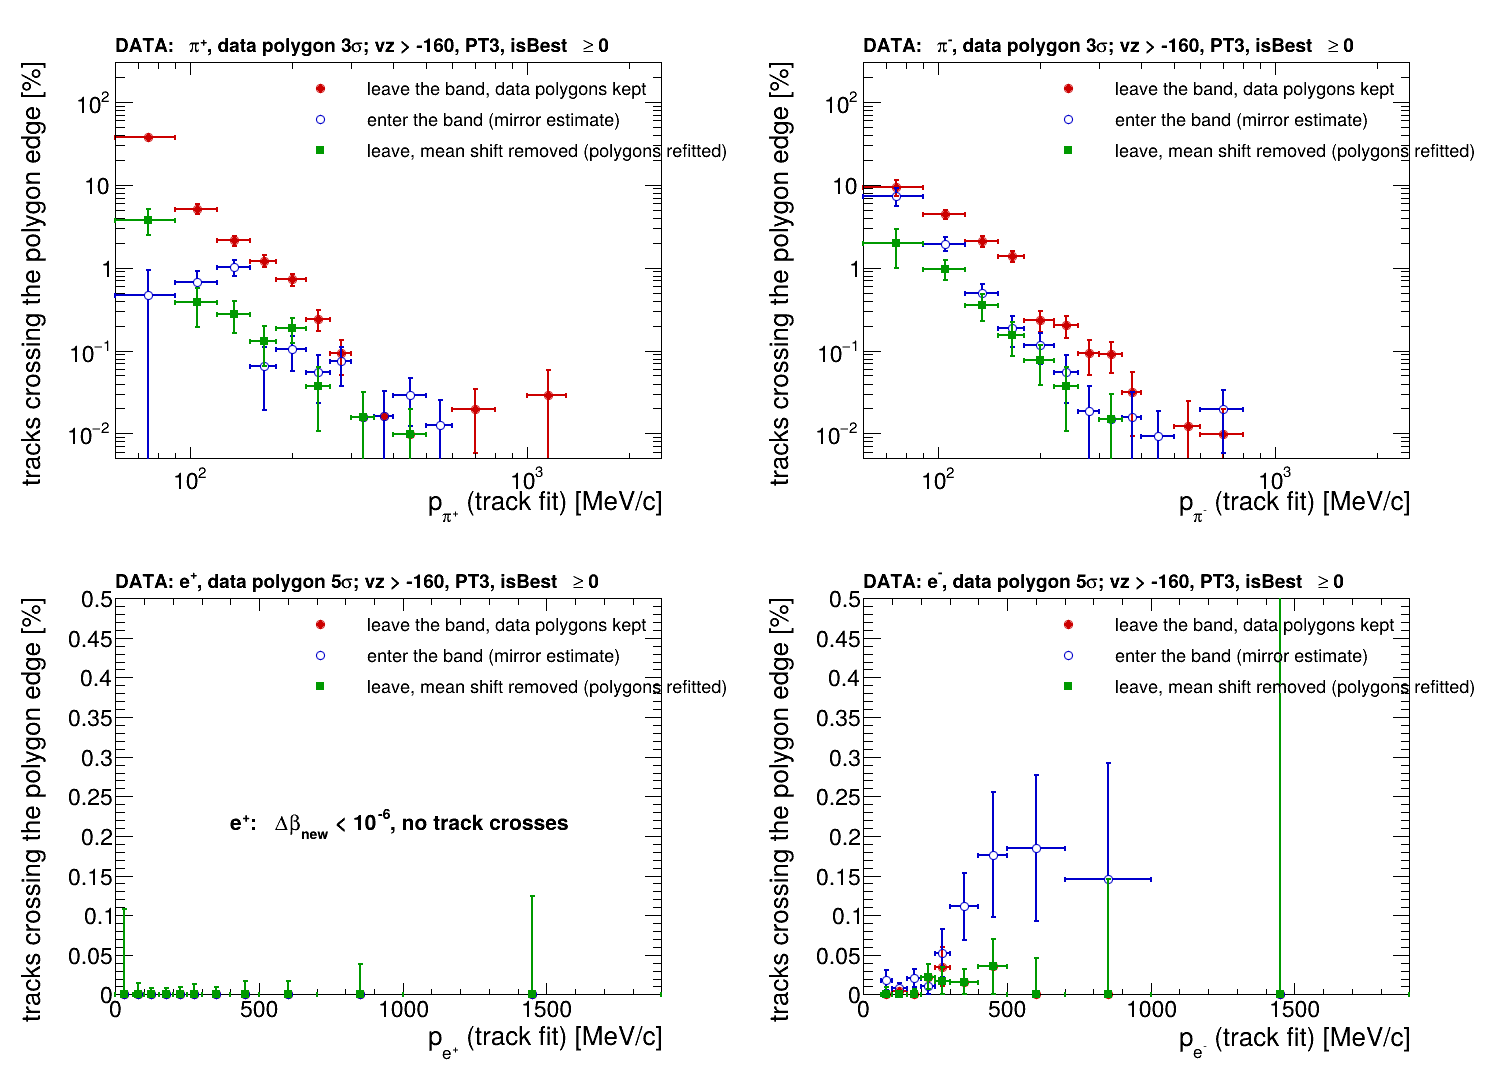 DATA: π⁺, data polygon 3σ; vz > -160, PT3, isBest ≥ 0
tracks crossing the polygon edge [%]
leave the band, data polygons kept
enter the band (mirror estimate)
leave, mean shift removed (polygons refitted)
10²
10
1
10⁻¹
10⁻²
10² 10³
p_π⁺ (track fit) [MeV/c]
DATA: π⁻, data polygon 3σ; vz > -160, PT3, isBest ≥ 0
tracks crossing the polygon edge [%]
leave the band, data polygons kept
enter the band (mirror estimate)
leave, mean shift removed (polygons refitted)
10²
10
1
10⁻¹
10⁻²
10² 10³
p_π⁻ (track fit) [MeV/c]
DATA: e⁺, data polygon 5σ; vz > -160, PT3, isBest ≥ 0
tracks crossing the polygon edge [%]
leave the band, data polygons kept
enter the band (mirror estimate)
leave, mean shift removed (polygons refitted)
0.5
0.45
0.4
0.35
0.3
0.25
0.2
0.15
0.1
0.05
0
e⁺: Δβ_new < 10⁻⁶, no track crosses
0 500 1000 1500
p_e⁺ (track fit) [MeV/c]
DATA: e⁻, data polygon 5σ; vz > -160, PT3, isBest ≥ 0
tracks crossing the polygon edge [%]
leave the band, data polygons kept
enter the band (mirror estimate)
leave, mean shift removed (polygons refitted)
0.5
0.45
0.4
0.35
0.3
0.25
0.2
0.15
0.1
0.05
0
0 500 1000 1500
p_e⁻ (track fit) [MeV/c]